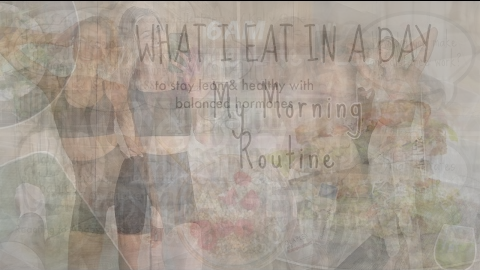 WHAT I EAT IN A DAY
to stay lean & healthy with
balanced hormones
My Morning
Routine